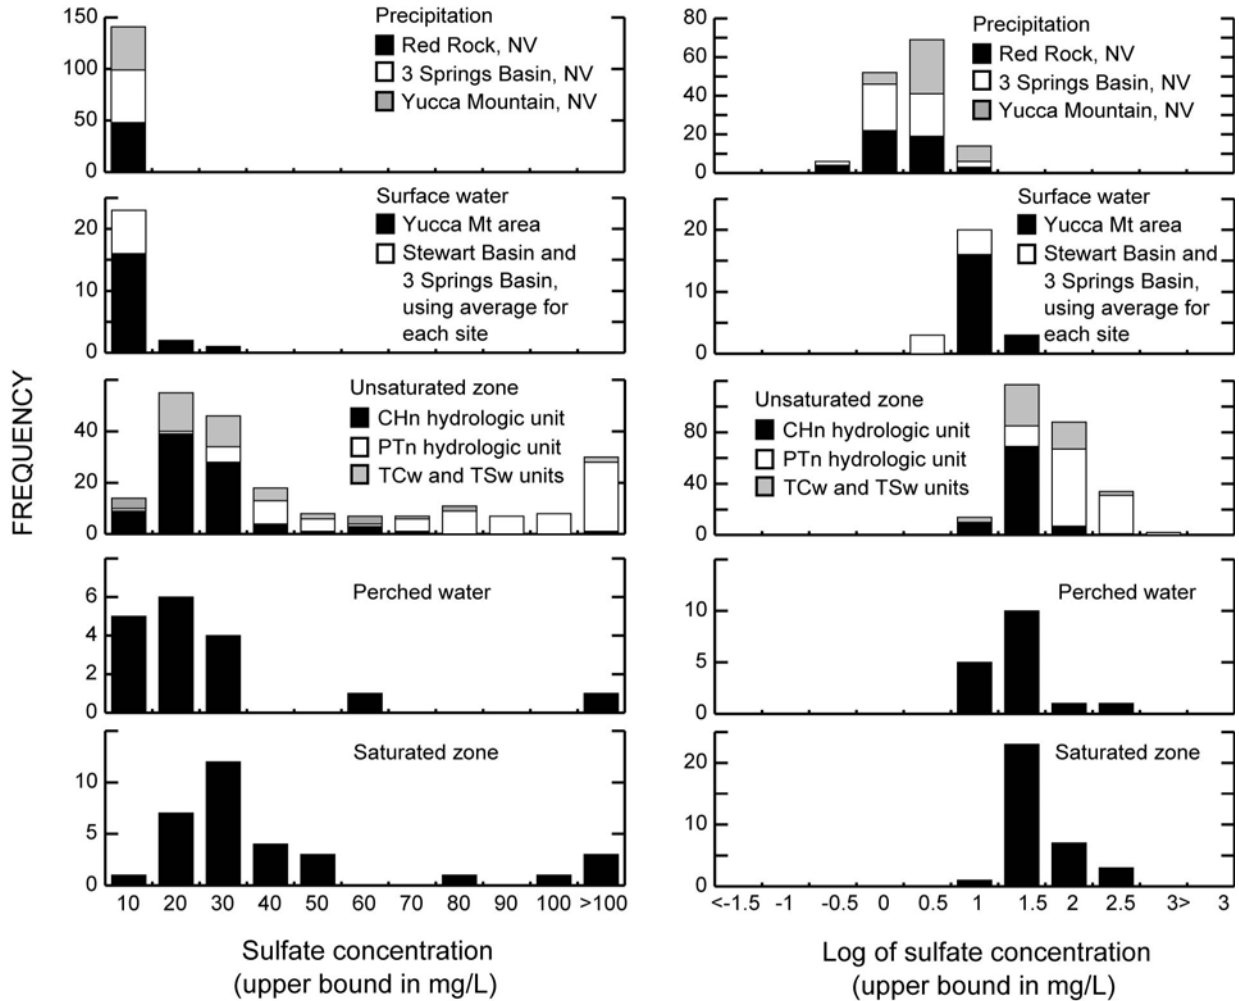 FREQUENCY
150
100
50
0
Precipitation
Red Rock, NV
3 Springs Basin, NV
Yucca Mountain, NV
20
10
0
Surface water
Yucca Mt area
Stewart Basin and
3 Springs Basin,
using average for
each site
40
20
0
Unsaturated zone
CHn hydrologic unit
PTn hydrologic unit
TCw and TSw units
6
4
2
0
Perched water
10
5
0
Saturated zone
10 20 30 40 50 60 70 80 90 100 >100
Sulfate concentration
(upper bound in mg/L)
80
60
40
20
0
Precipitation
Red Rock, NV
3 Springs Basin, NV
Yucca Mountain, NV
20
10
0
Surface water
Yucca Mt area
Stewart Basin and
3 Springs Basin,
using average for
each site
80
40
0
Unsaturated zone
CHn hydrologic unit
PTn hydrologic unit
TCw and TSw units
10
5
0
Perched water
20
10
0
Saturated zone
<-1.5 -1 -0.5 0 0.5 1 1.5 2 2.5 3> 3
Log of sulfate concentration
(upper bound in mg/L)